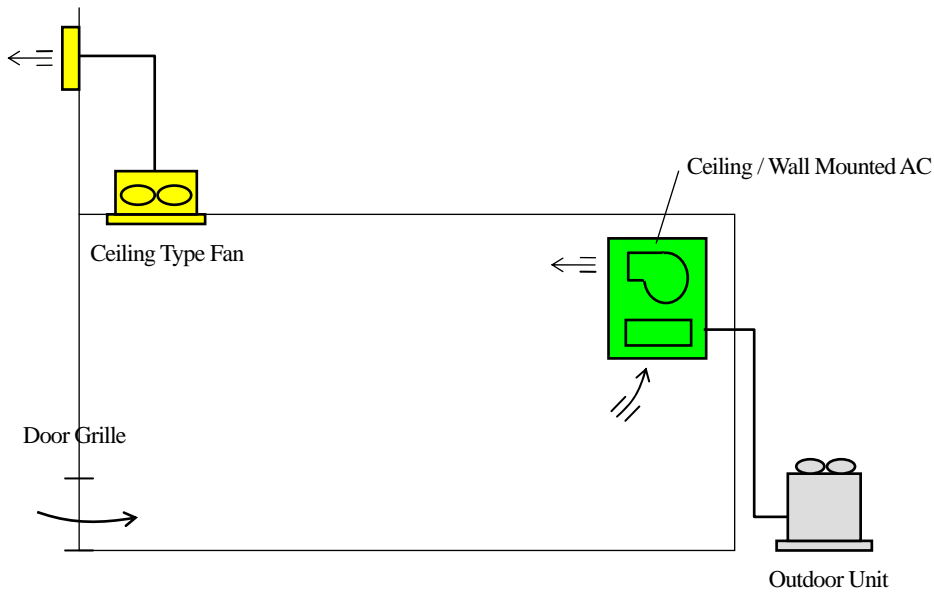 Ceiling / Wall Mounted AC
Ceiling Type Fan
Door Grille
Outdoor Unit